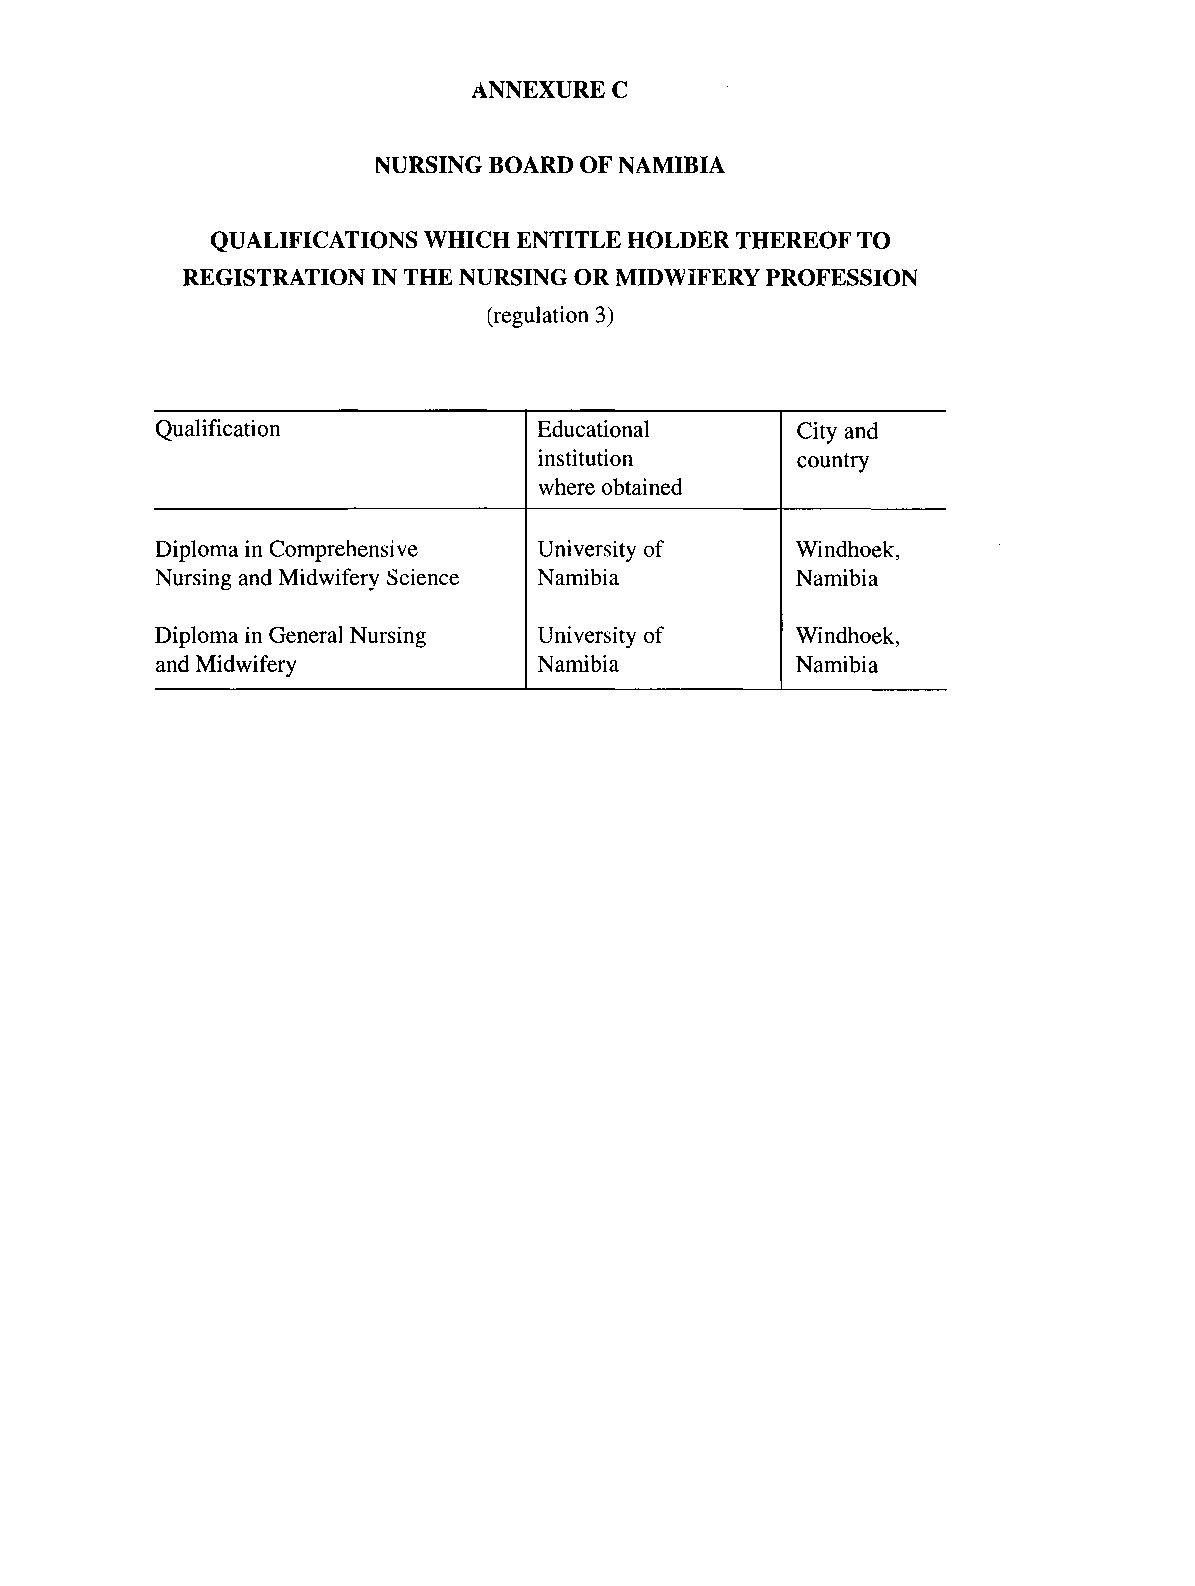 ANNEXURE C
NURSING BOARD OF NAMIBIA
QUALIFICATIONS WHICH ENTITLE HOLDER THEREOF TO
REGISTRATION IN THE NURSING OR MIDWIFERY PROFESSION
(regulation 3)
Qualification
Educational
institution
where obtained
City and
country
Diploma in Comprehensive
Nursing and Midwifery Science
University of
Namibia
Windhoek,
Namibia
Diploma in General Nursing
and Midwifery
University of
Namibia
Windhoek,
Namibia